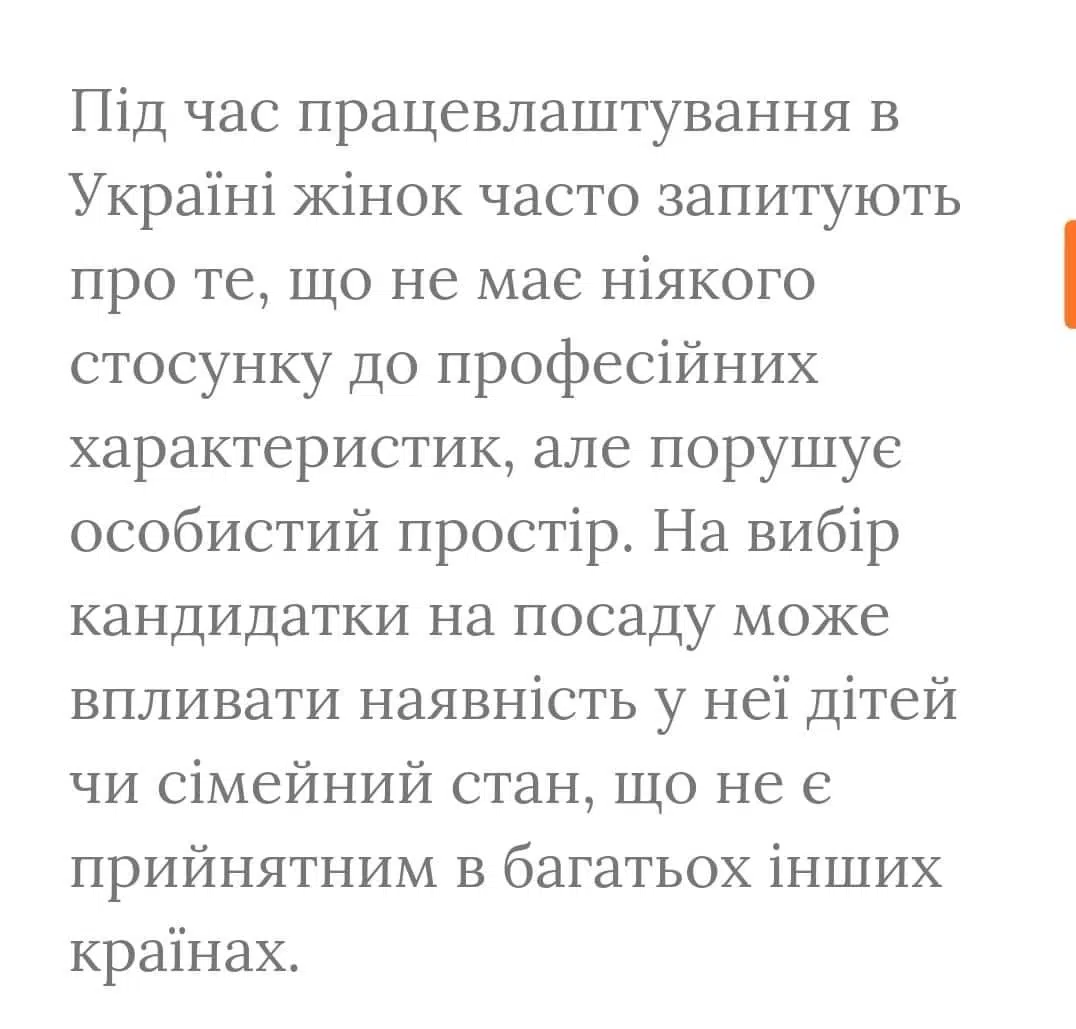 Під час працевлаштування в
Україні жінок часто запитують
про те, що не має ніякого
стосунку до професійних
характеристик, але порушує
особистий простір. На вибір
кандидатки на посаду може
впливати наявність у неї дітей
чи сімейний стан, що не є
прийнятним в багатьох інших
країнах.